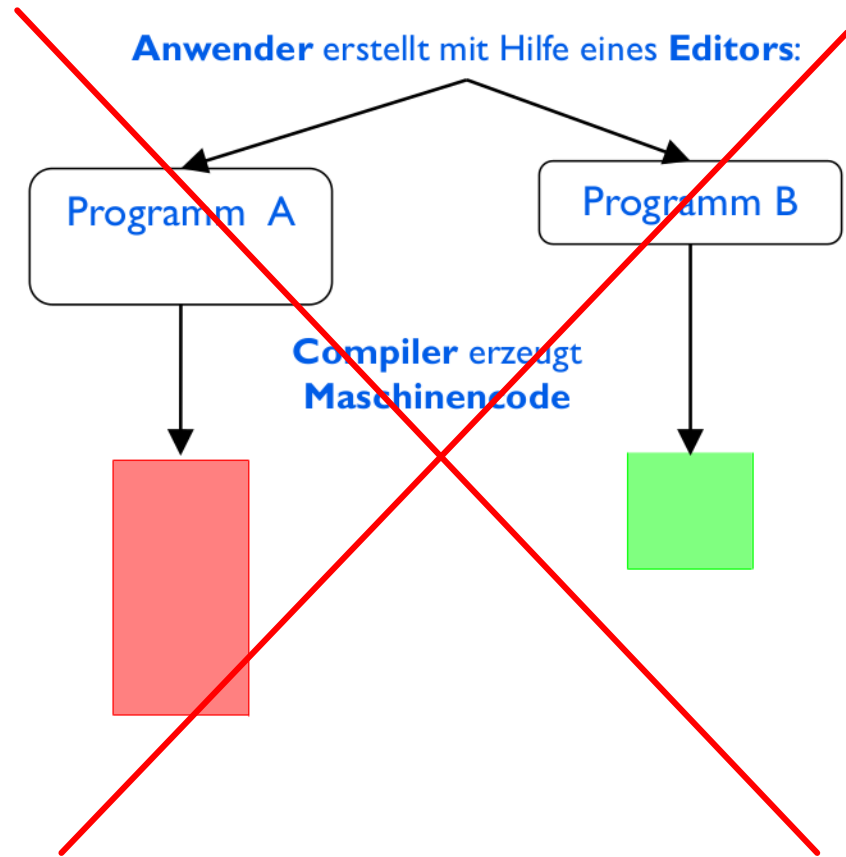 Anwender erstellt mit Hilfe eines Editors:
Programm A
Programm B
Compiler erzeugt
Maschinencode